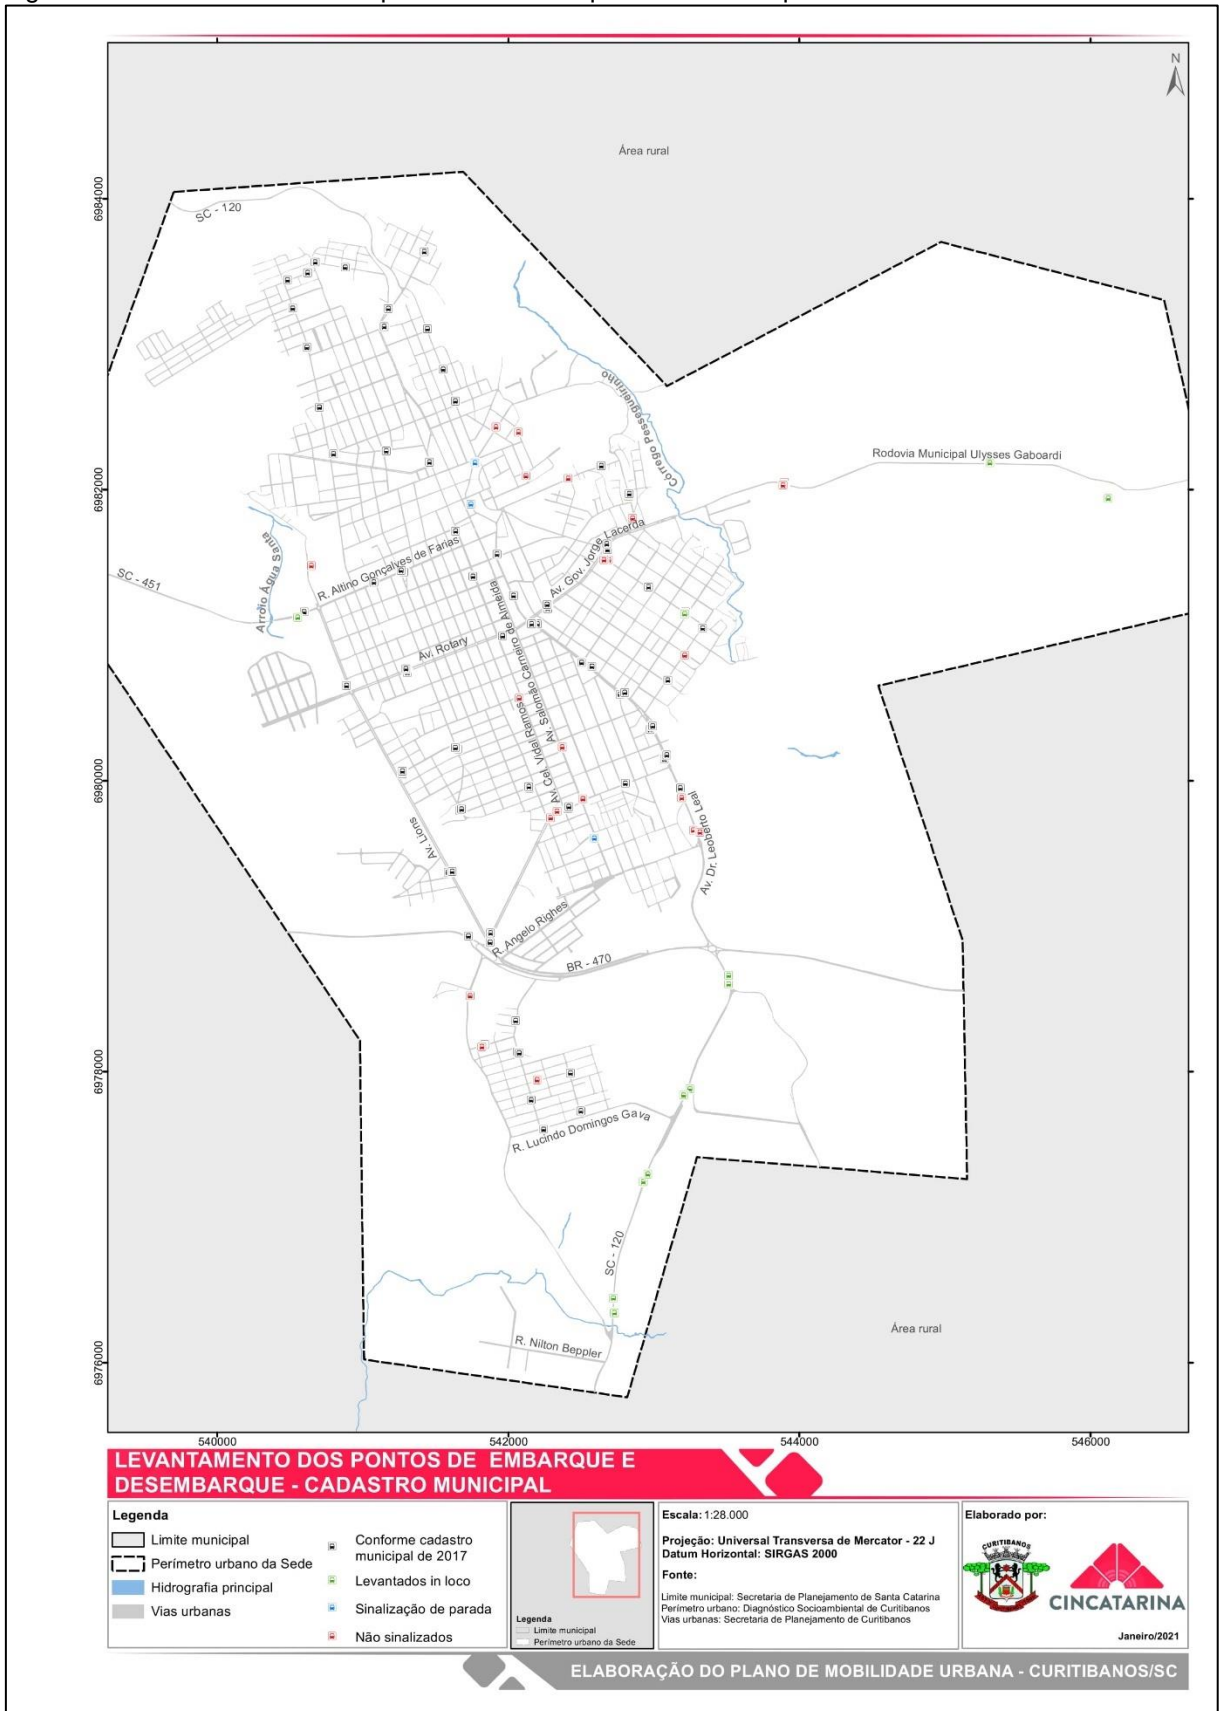 N
Área rural
6984000
SC - 120
Córrego Pessegueirinho
Rodovia Municipal Ulysses Gaboardi
6982000
Av. Gov. Jorge Lacerda
R. Altino Gonçalves de Farias
SC - 451
Arroio Água Santa
Av. Rotary
Av. Salomão Carneiro de Almeida
Av. Cel. Vidal Ramos
6980000
Av. Lions
Av. Dr. Leoberto Leal
R. Angelo Righes
BR - 470
6978000
R. Lucindo Domingos Gava
SC - 120
Área rural
R. Nilton Beppler
6976000
540000
542000
544000
546000
LEVANTAMENTO DOS PONTOS DE EMBARQUE E
DESEMBARQUE - CADASTRO MUNICIPAL
Legenda
Limite municipal
Perímetro urbano da Sede
Hidrografia principal
Vias urbanas
Conforme cadastro
municipal de 2017
Levantados in loco
Sinalização de parada
Não sinalizados
Legenda
Limite municipal
Perímetro urbano da Sede
Escala: 1:28.000
Projeção: Universal Transversa de Mercator - 22 J
Datum Horizontal: SIRGAS 2000
Fonte:
Limite municipal: Secretaria de Planejamento de Santa Catarina
Perímetro urbano: Diagnóstico Socioambiental de Curitibanos
Vias urbanas: Secretaria de Planejamento de Curitibanos
Elaborado por:
CURITIBANOS
CINCATARINA
Janeiro/2021
ELABORAÇÃO DO PLANO DE MOBILIDADE URBANA - CURITIBANOS/SC